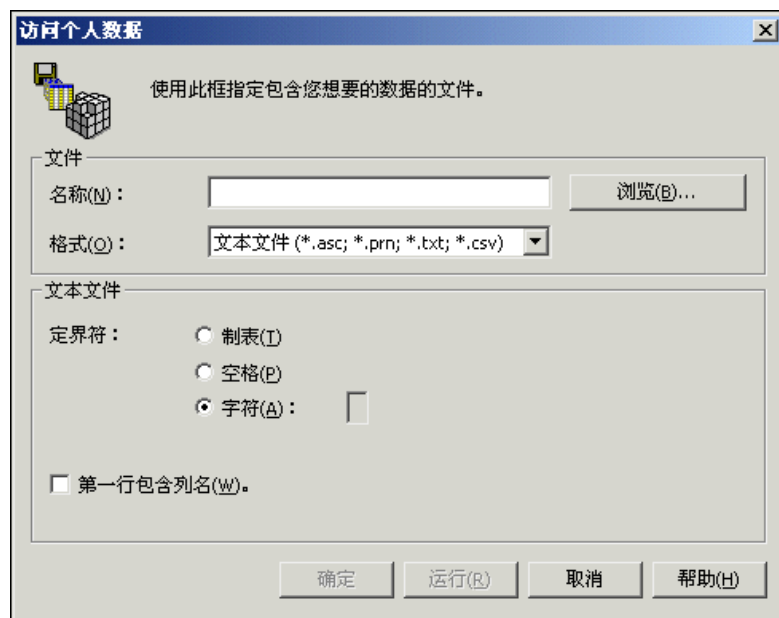 访问个人数据
使用此框指定包含您想要的数据的文件。
文件
名称(N)： 浏览(B)...
格式(O)： 文本文件 (*.asc; *.prn; *.txt; *.csv)
文本文件
定界符： 制表(T)
空格(P)
字符(A)：
第一行包含列名(W)。
确定 运行(R) 取消 帮助(H)